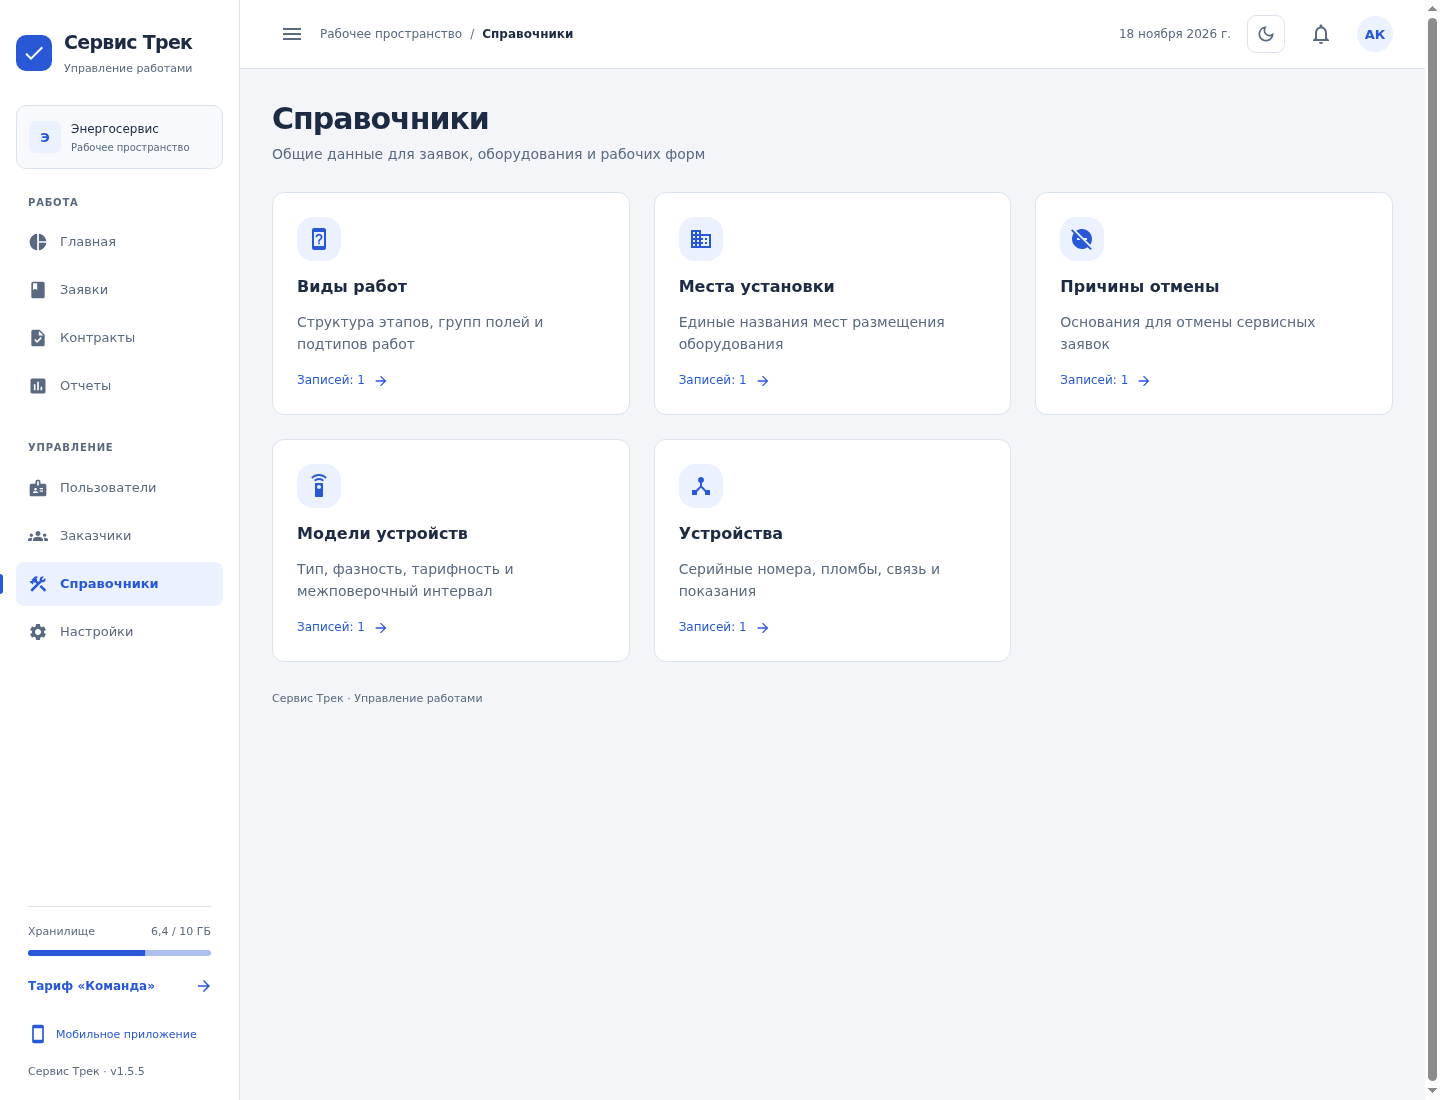 Сервис Трек
Управление работами
Э
Энергосервис
Рабочее пространство
РАБОТА
Главная
Заявки
Контракты
Отчеты
УПРАВЛЕНИЕ
Пользователи
Заказчики
Справочники
Настройки
Хранилище 6,4 / 10 ГБ
Тариф «Команда»
Мобильное приложение
Сервис Трек · v1.5.5
Рабочее пространство / Справочники
18 ноября 2026 г.
АК
Справочники
Общие данные для заявок, оборудования и рабочих форм
Виды работ
Структура этапов, групп полей и
подтипов работ
Записей: 1
Места установки
Единые названия мест размещения
оборудования
Записей: 1
Причины отмены
Основания для отмены сервисных
заявок
Записей: 1
Модели устройств
Тип, фазность, тарифность и
межповерочный интервал
Записей: 1
Устройства
Серийные номера, пломбы, связь и
показания
Записей: 1
Сервис Трек · Управление работами